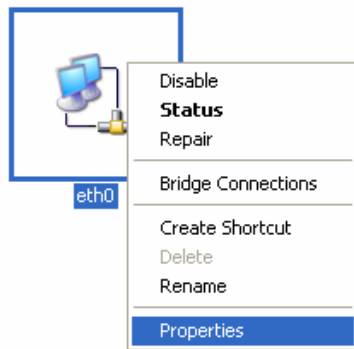 Disable
Status
Repair
Bridge Connections
eth0
Create Shortcut
Delete
Rename
Properties